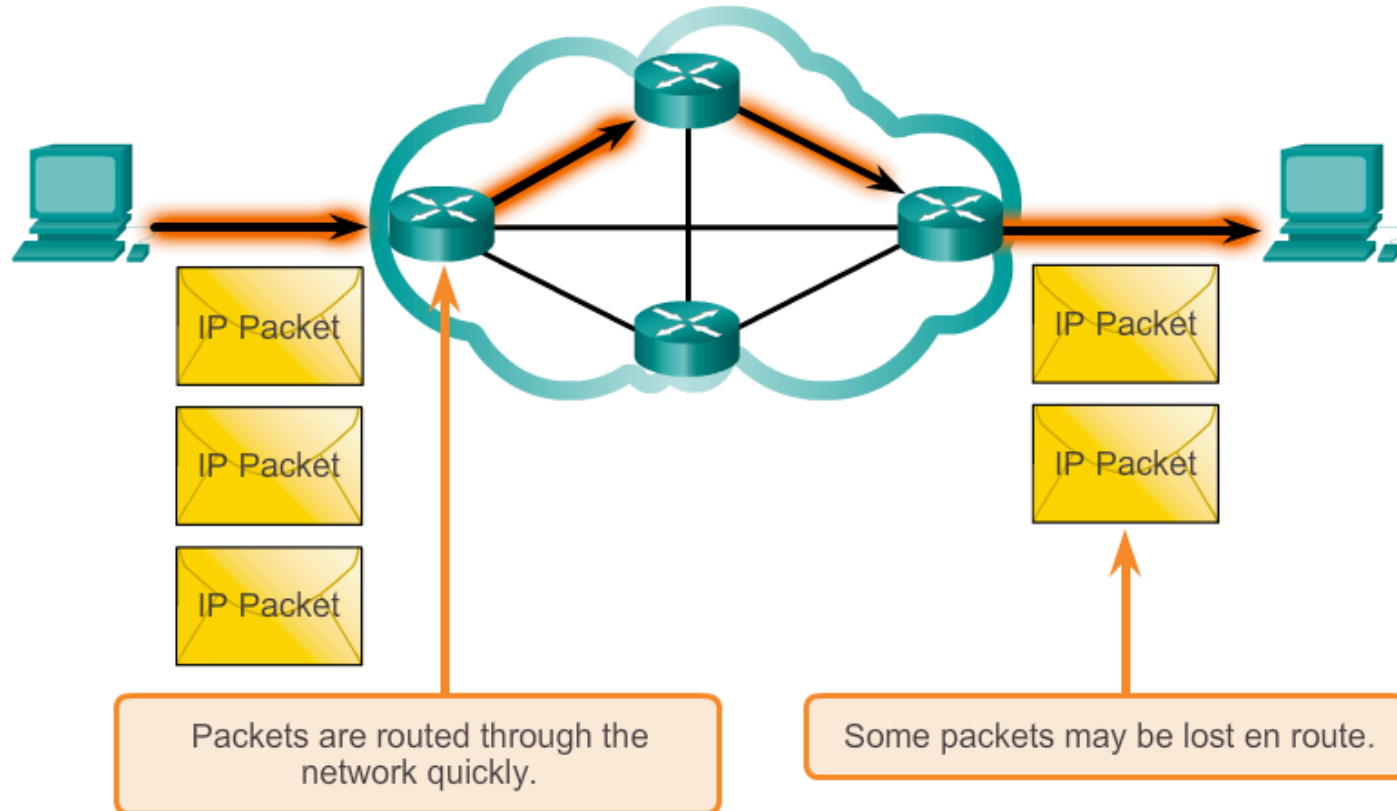 IP Packet
IP Packet
IP Packet
IP Packet
IP Packet
Packets are routed through the
network quickly.
Some packets may be lost en route.